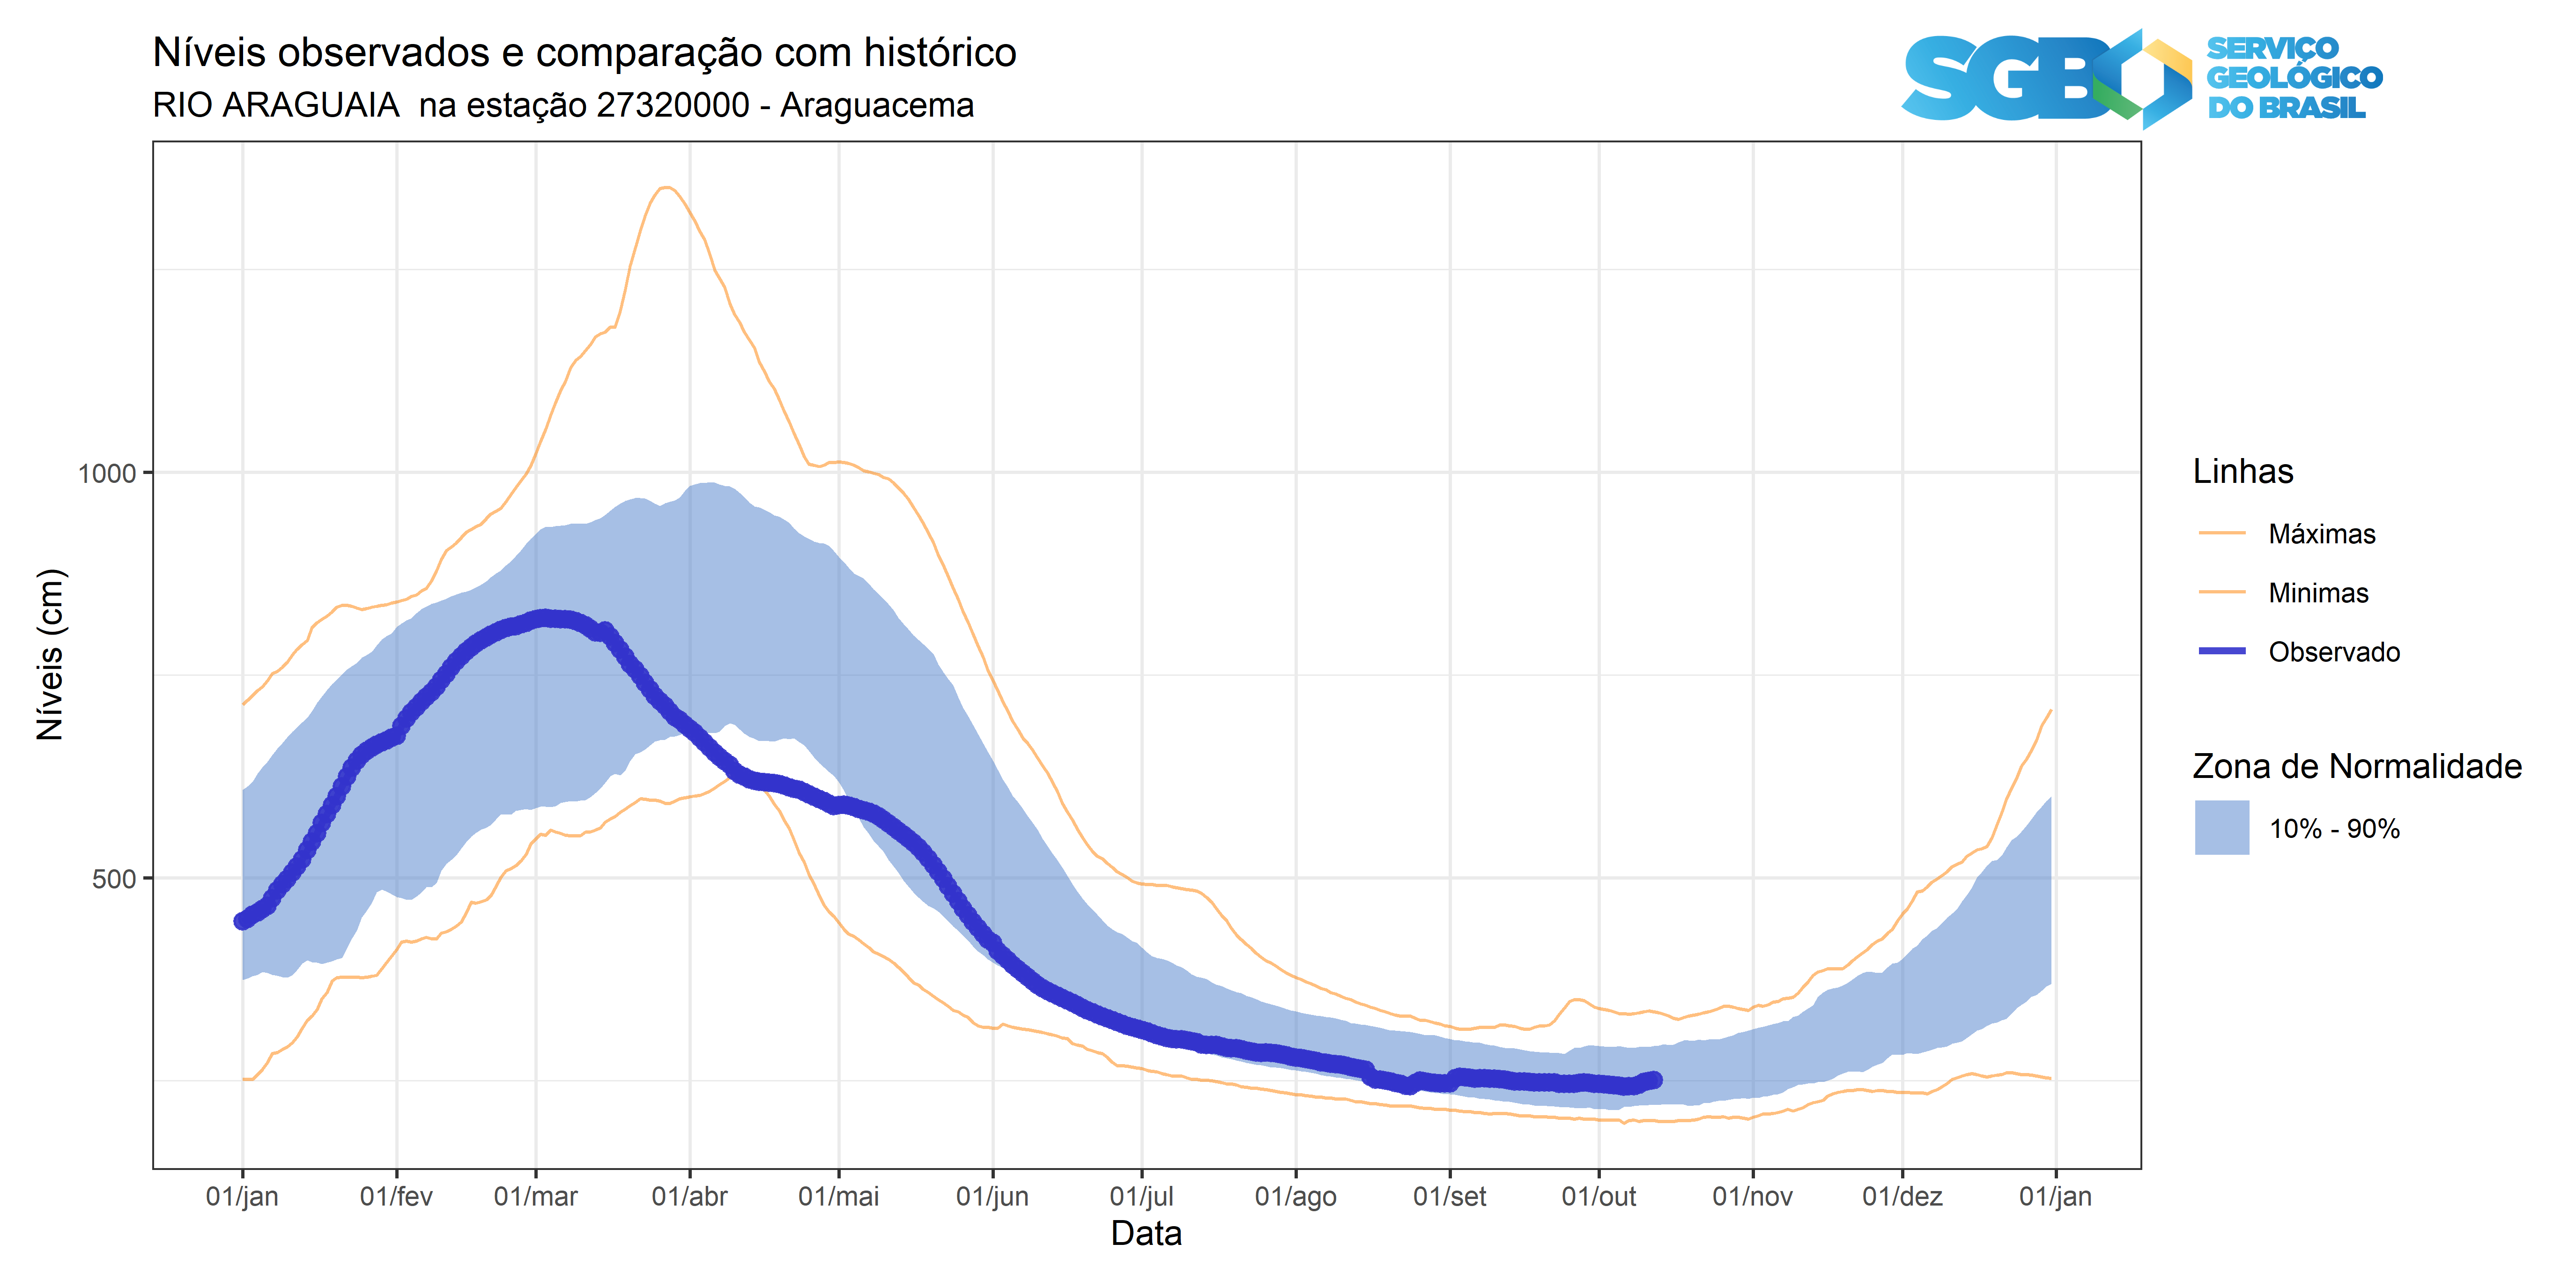 Níveis observados e comparação com histórico
RIO ARAGUAIA  na estação 27320000 - Araguacema
SGB
SERVIÇO
GEOLÓGICO
DO BRASIL
Níveis (cm)
1000
500
01/jan
01/fev
01/mar
01/abr
01/mai
01/jun
01/jul
01/ago
01/set
01/out
01/nov
01/dez
01/jan
Data
Linhas
Máximas
Minimas
Observado
Zona de Normalidade
10% - 90%